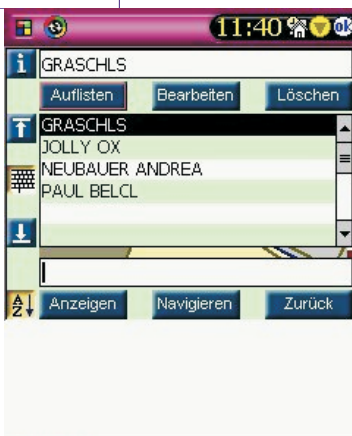 11:40 ok
i GRASCHLS
Auflisten Bearbeiten Löschen
GRASCHLS
JOLLY OX
NEUBAUER ANDREA
PAUL BELCL
A Z Anzeigen Navigieren Zurück